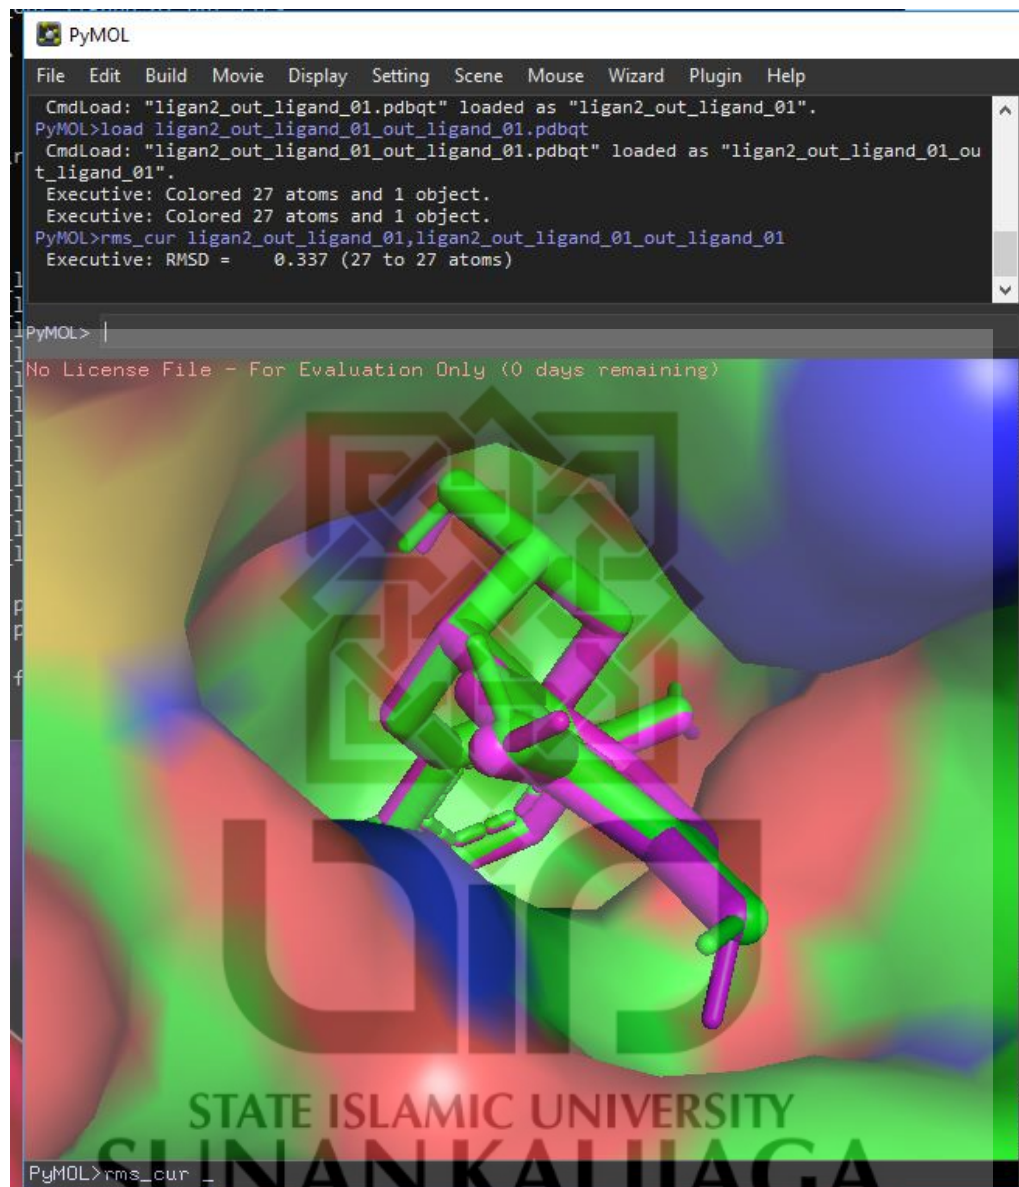 PyMOL
File Edit Build Movie Display Setting Scene Mouse Wizard Plugin Help
CmdLoad: "ligan2_out_ligand_01.pdbqt" loaded as "ligan2_out_ligand_01".
PyMOL>load ligan2_out_ligand_01_out_ligand_01.pdbqt
CmdLoad: "ligan2_out_ligand_01_out_ligand_01.pdbqt" loaded as "ligan2_out_ligand_01_ou
t_ligand_01".
Executive: Colored 27 atoms and 1 object.
Executive: Colored 27 atoms and 1 object.
PyMOL>rms_cur ligan2_out_ligand_01,ligan2_out_ligand_01_out_ligand_01
Executive: RMSD =    0.337 (27 to 27 atoms)
PyMOL>
No License File - For Evaluation Only (0 days remaining)
STATE ISLAMIC UNIVERSITY
SUNAN KALIJAGA
PyMOL>rms_cur _